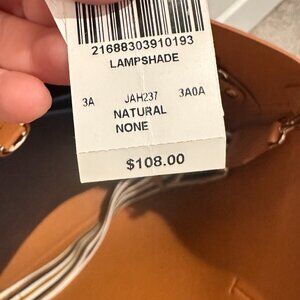 21688303910193
LAMPSHADE
3A JAH237 3A0A
NATURAL
NONE
$108.00